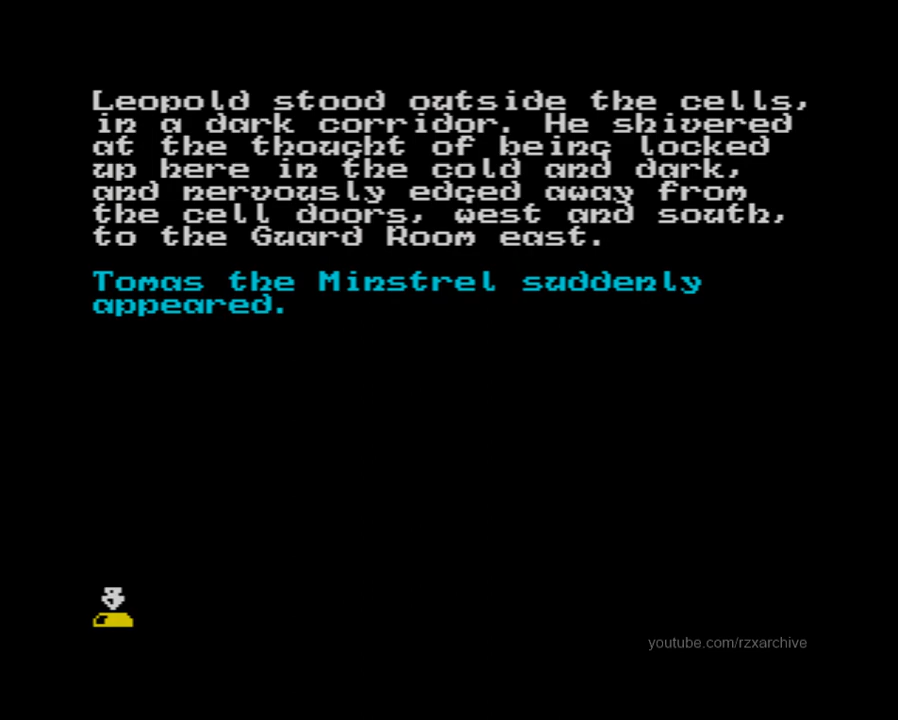 Leopold stood outside the cells,
in a dark corridor. He shivered
at the thought of being locked
up here in the cold and dark,
and nervously edged away from
the cell doors, west and south,
to the Guard Room east.
Tomas the Minstrel suddenly
appeared.
youtube.com/rzxarchive